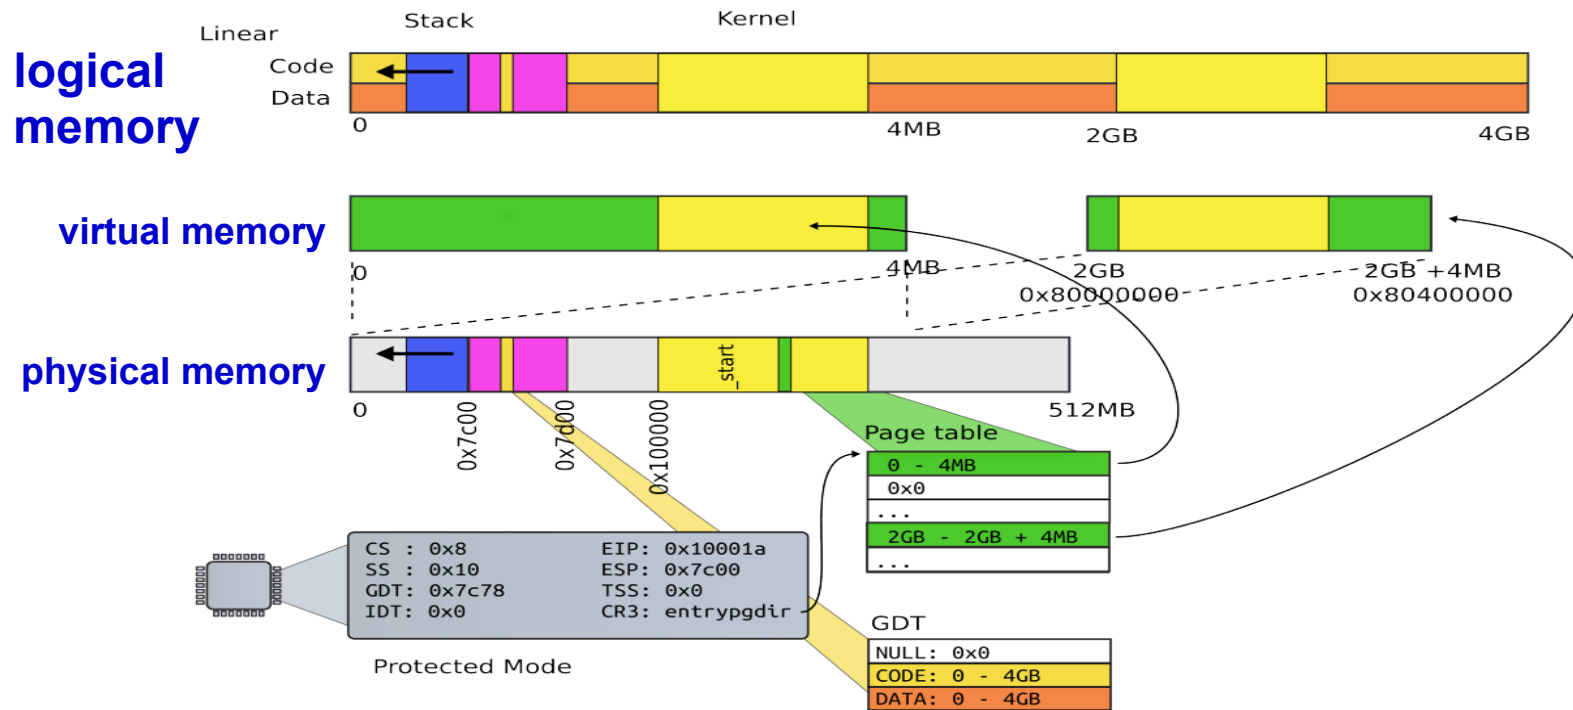 Linear
Stack
Kernel
logical
memory
Code
Data
0
4MB
2GB
4GB
virtual memory
0
4MB
2GB
0x80000000
2GB +4MB
0x80400000
physical memory
_start
0
0x7c00
0x7d00
0x100000
512MB
Page table
0 - 4MB
0x0
...
2GB - 2GB + 4MB
...
CS : 0x8
SS : 0x10
GDT: 0x7c78
IDT: 0x0
EIP: 0x10001a
ESP: 0x7c00
TSS: 0x0
CR3: entrypgdir
Protected Mode
GDT
NULL: 0x0
CODE: 0 - 4GB
DATA: 0 - 4GB